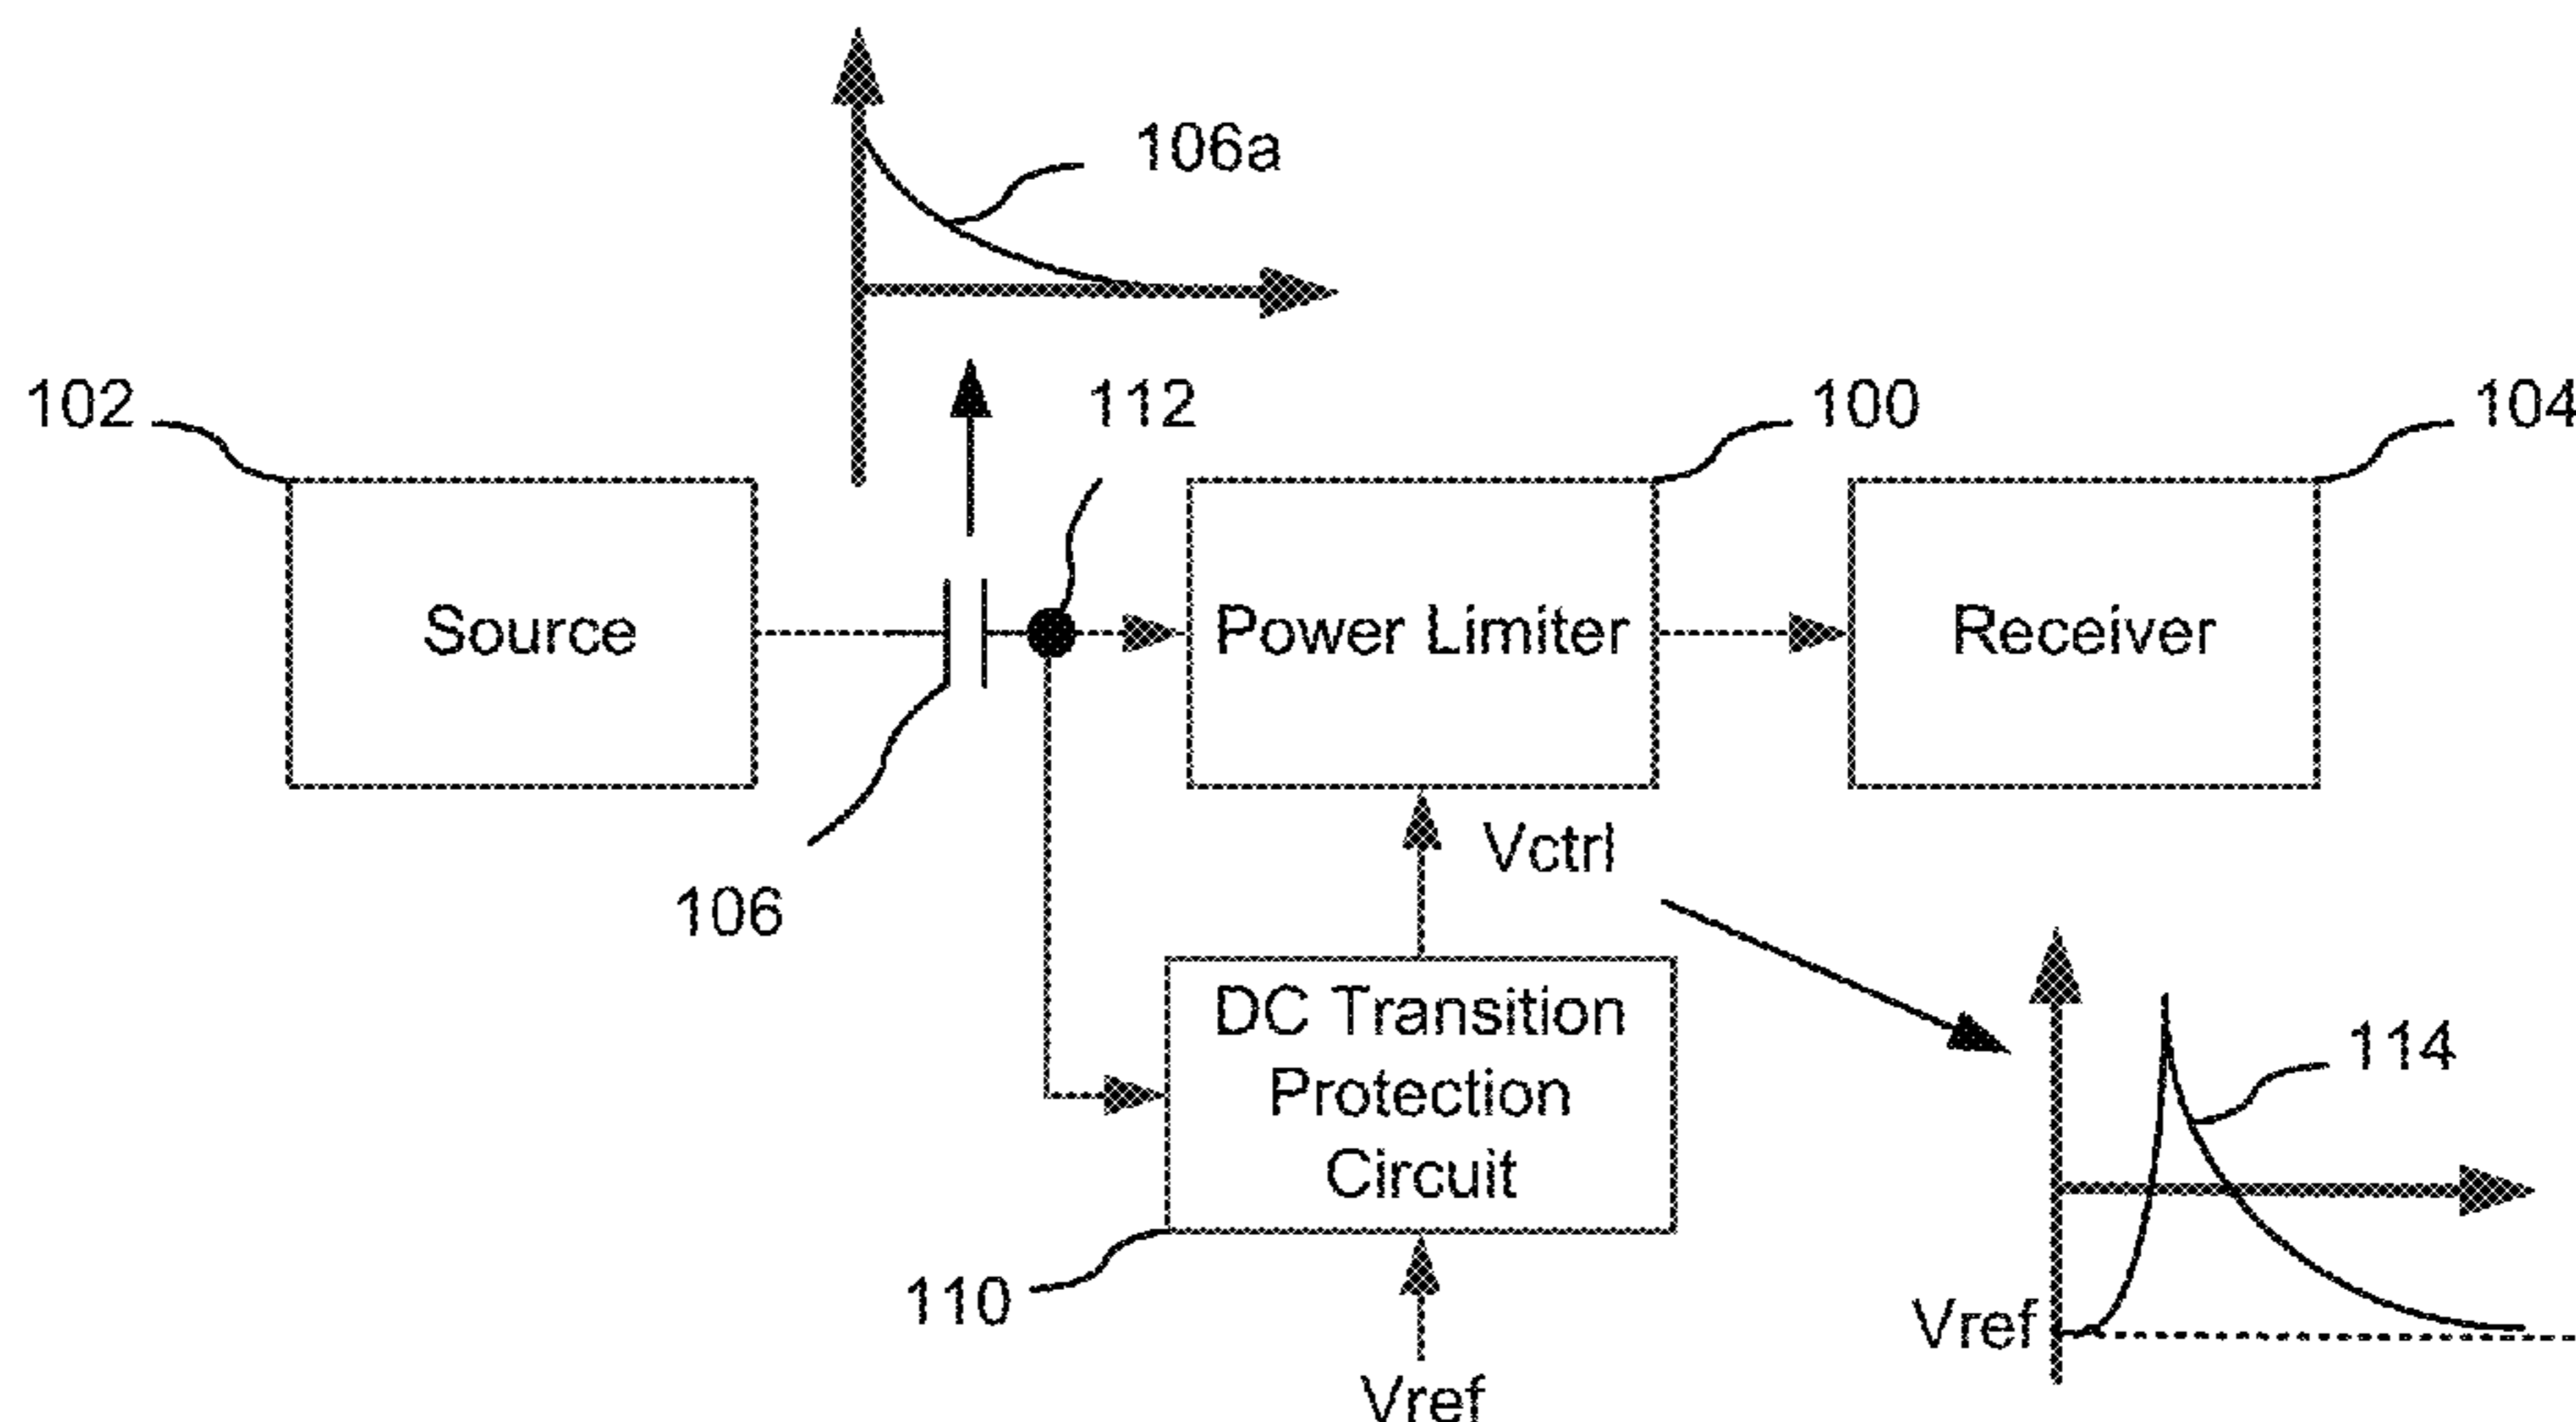 106a
102
112
100
104
Source
Power Limiter
Receiver
Vctrl
106
DC Transition
Protection
Circuit
114
110
Vref
Vref